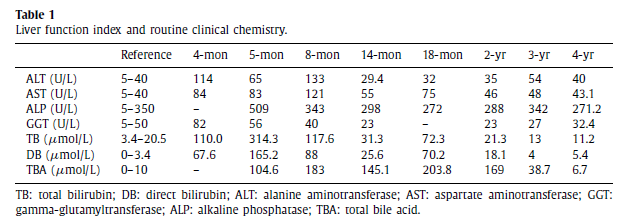 Table 1
Liver function index and routine clinical chemistry.
Reference 4-mon 5-mon 8-mon 14-mon 18-mon 2-yr 3-yr 4-yr
ALT (U/L) 5–40 114 65 133 29.4 32 35 54 40
AST (U/L) 5–40 84 83 121 55 75 46 48 43.1
ALP (U/L) 5–350 – 509 343 298 272 288 342 271.2
GGT (U/L) 5–50 82 56 40 23 – 23 27 32.4
TB (μmol/L) 3.4–20.5 110.0 314.3 117.6 31.3 72.3 21.3 13 11.2
DB (μmol/L) 0–3.4 67.6 165.2 88 25.6 70.2 18.1 4 5.4
TBA (μmol/L) 0–10 – 104.6 183 145.1 203.8 169 38.7 6.7
TB: total bilirubin; DB: direct bilirubin; ALT: alanine aminotransferase; AST: aspartate aminotransferase; GGT:
gamma-glutamyltransferase; ALP: alkaline phosphatase; TBA: total bile acid.